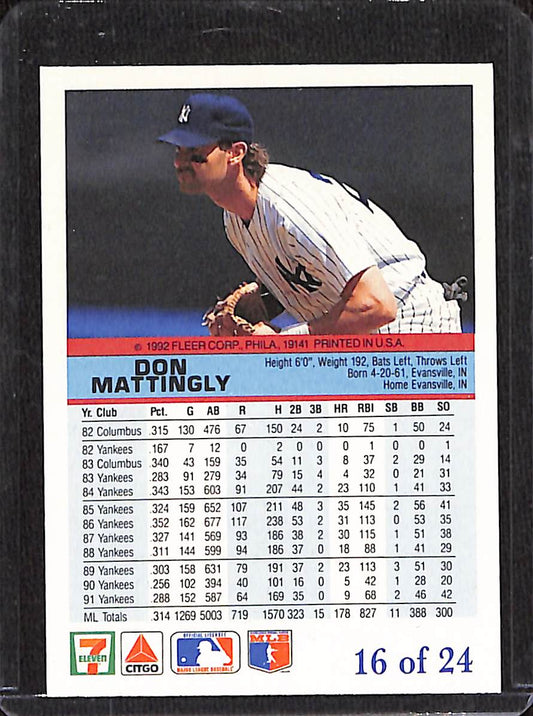 NY
NY
© 1992 FLEER CORP., PHILA., 19141 PRINTED IN U.S.A.
DON
MATTINGLY
Height 6'0", Weight 192, Bats Left, Throws Left
Born 4-20-61, Evansville, IN
Home Evansville, IN
Yr. Club Pct. G AB R H 2B 3B HR RBI SB BB SO
82 Columbus .315 130 476 67 150 24 2 10 75 1 50 24
82 Yankees .167 7 12 0 2 0 0 0 1 0 0 1
83 Columbus .340 43 159 35 54 11 3 8 37 2 29 14
83 Yankees .283 91 279 34 79 15 4 4 32 0 21 31
84 Yankees .343 153 603 91 207 44 2 23 110 1 41 33
85 Yankees .324 159 652 107 211 48 3 35 145 2 56 41
86 Yankees .352 162 677 117 238 53 2 31 113 0 53 35
87 Yankees .327 141 569 93 186 38 2 30 115 1 51 38
88 Yankees .311 144 599 94 186 37 0 18 88 1 41 29
89 Yankees .303 158 631 79 191 37 2 23 113 3 51 30
90 Yankees .256 102 394 40 101 16 0 5 42 1 28 20
91 Yankees .288 152 587 64 169 35 0 9 68 2 46 42
ML Totals .314 1269 5003 719 1570 323 15 178 827 11 388 300
7
ELEVEN
CITGO
OFFICIAL LICENSEE
MAJOR LEAGUE BASEBALL
MLB
16 of 24